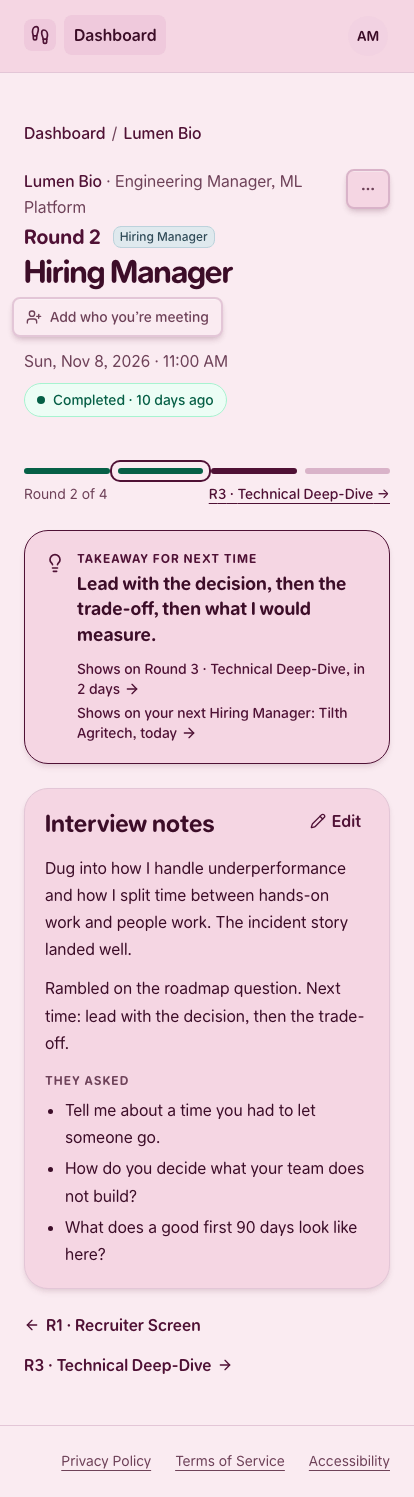 Dashboard
AM
Dashboard / Lumen Bio
Lumen Bio · Engineering Manager, ML
Platform
...
Round 2 Hiring Manager
Hiring Manager
Add who you're meeting
Sun, Nov 8, 2026 · 11:00 AM
Completed · 10 days ago
Round 2 of 4
R3 · Technical Deep-Dive →
TAKEAWAY FOR NEXT TIME
Lead with the decision, then the
trade-off, then what I would
measure.
Shows on Round 3 · Technical Deep-Dive, in
2 days →
Shows on your next Hiring Manager: Tilth
Agritech, today →
Interview notes
Edit
Dug into how I handle underperformance
and how I split time between hands-on
work and people work. The incident story
landed well.
Rambled on the roadmap question. Next
time: lead with the decision, then the trade-
off.
THEY ASKED
• Tell me about a time you had to let
someone go.
• How do you decide what your team does
not build?
• What does a good first 90 days look like
here?
← R1 · Recruiter Screen
R3 · Technical Deep-Dive →
Privacy Policy
Terms of Service
Accessibility